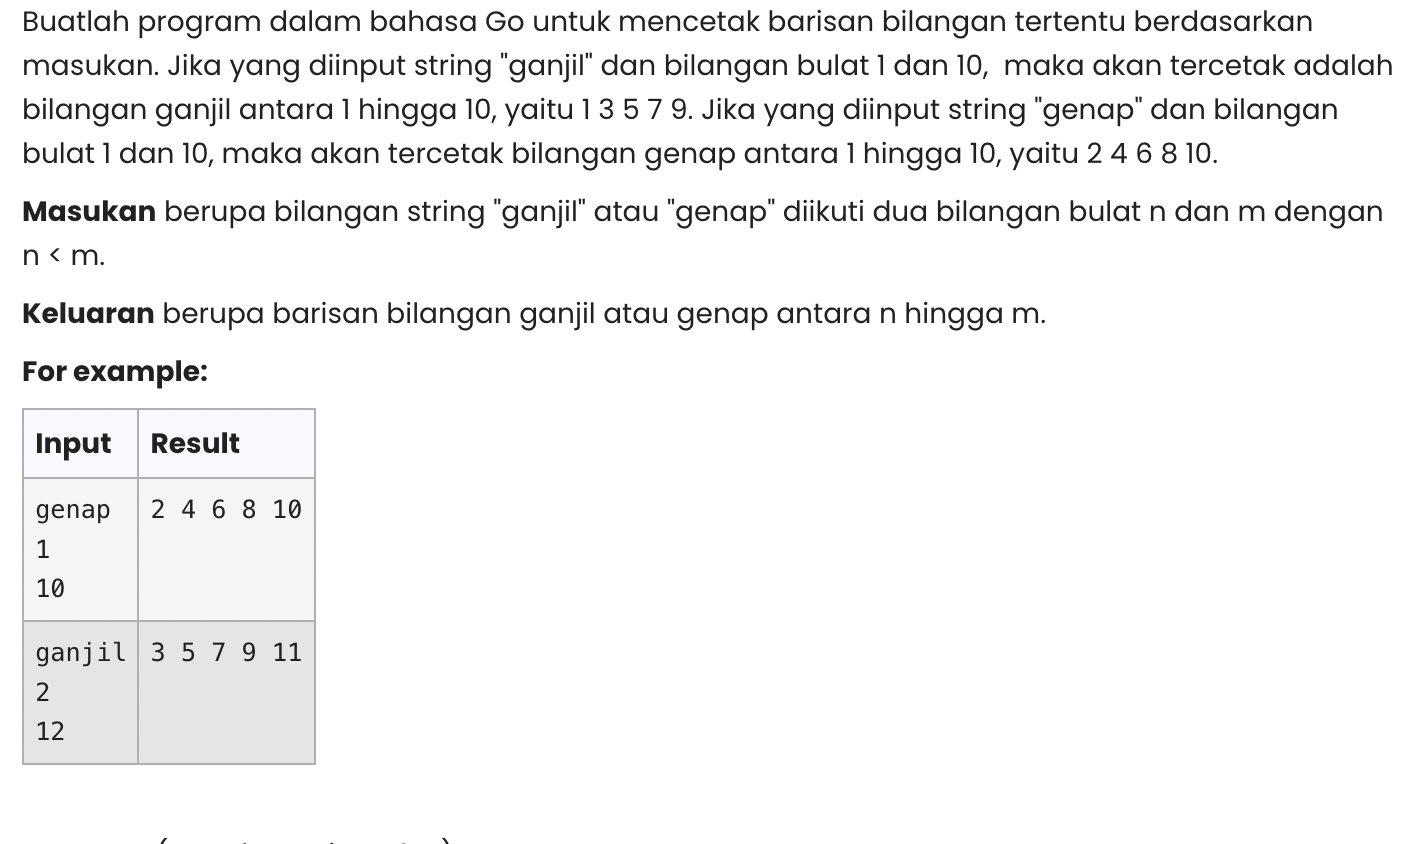 Buatlah program dalam bahasa Go untuk mencetak barisan bilangan tertentu berdasarkan
masukan. Jika yang diinput string "ganjil" dan bilangan bulat 1 dan 10,  maka akan tercetak adalah
bilangan ganjil antara 1 hingga 10, yaitu 1 3 5 7 9. Jika yang diinput string "genap" dan bilangan
bulat 1 dan 10, maka akan tercetak bilangan genap antara 1 hingga 10, yaitu 2 4 6 8 10.
Masukan berupa bilangan string "ganjil" atau "genap" diikuti dua bilangan bulat n dan m dengan
n < m.
Keluaran berupa barisan bilangan ganjil atau genap antara n hingga m.
For example:
Input Result
genap 2 4 6 8 10
1
10
ganjil 3 5 7 9 11
2
12